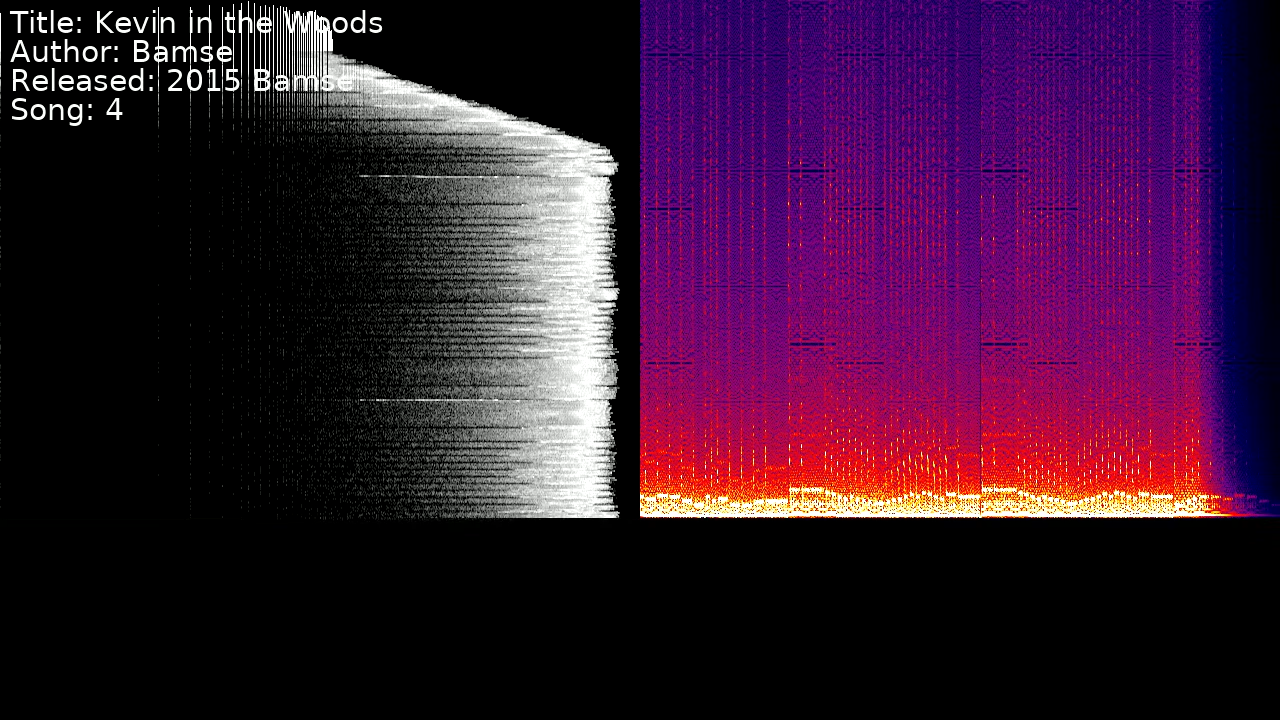 Title: Kevin in the Woods
Author: Bamse
Released: 2015 Bamse
Song: 4